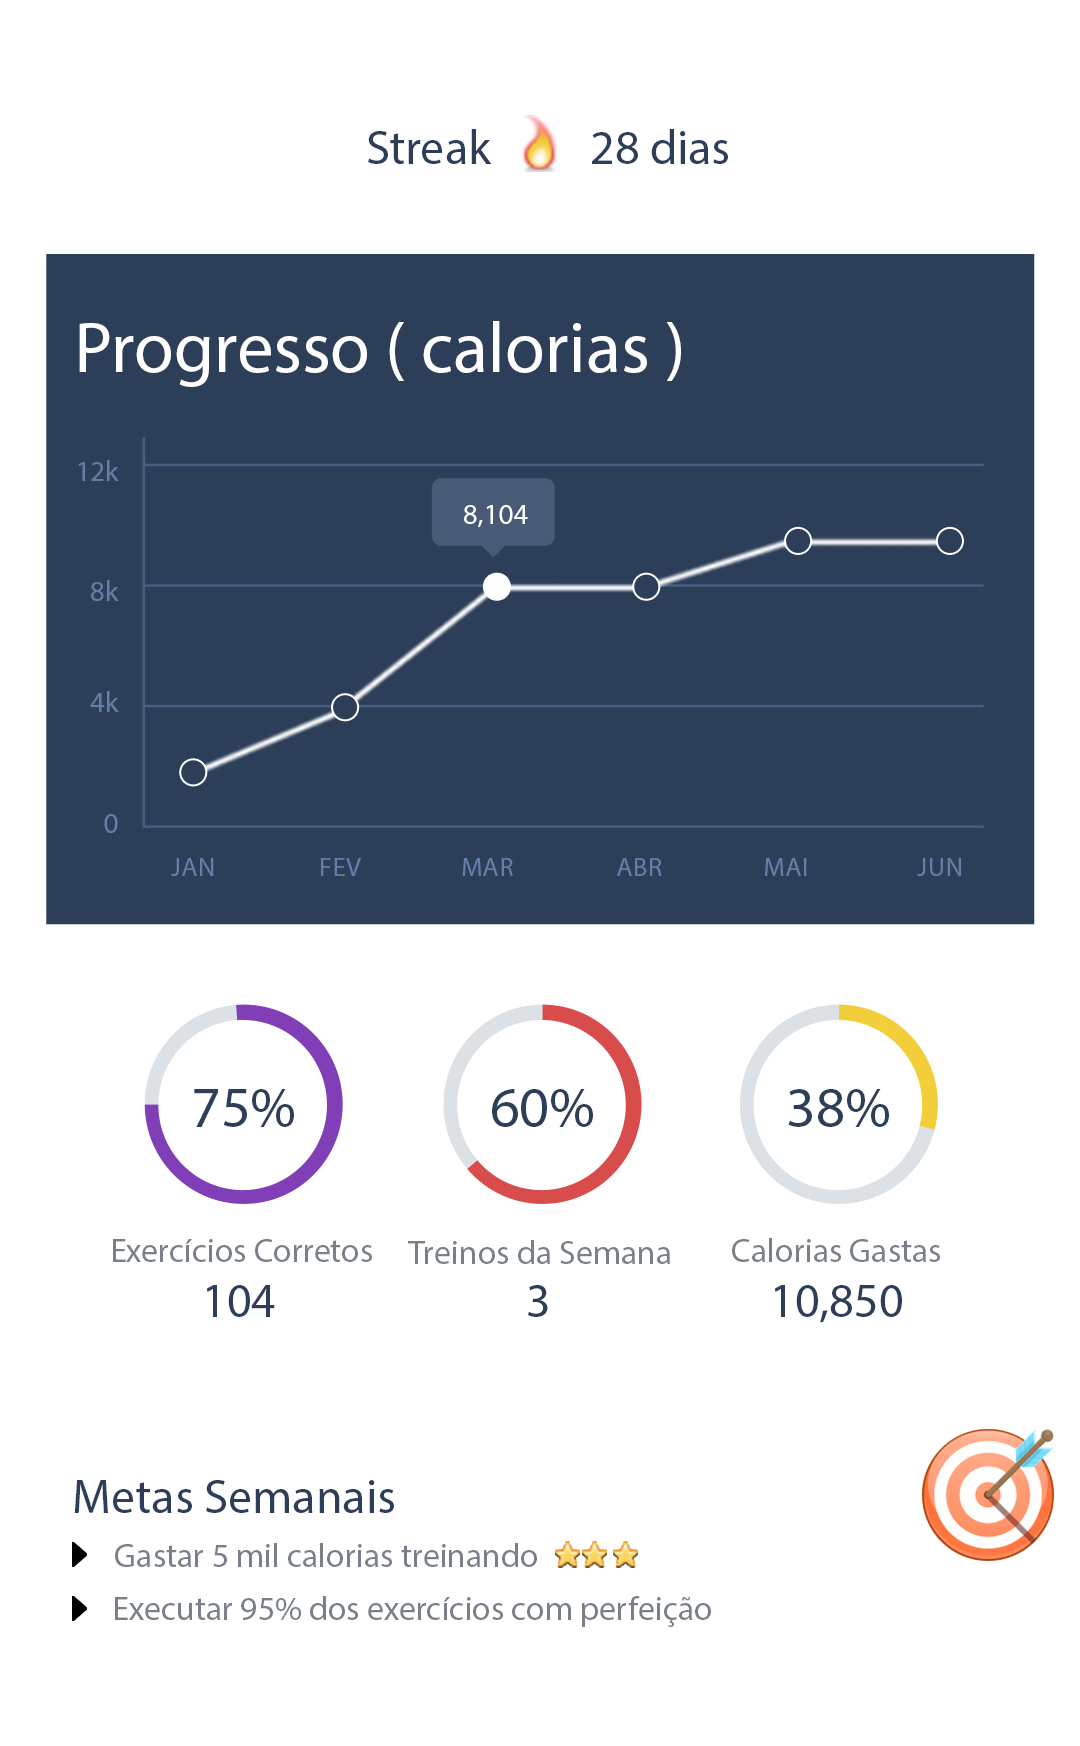 Streak 28 dias
Progresso ( calorias )
12k
8,104
8k
4k
0
JAN FEV MAR ABR MAI JUN
75% 60% 38%
Exercícios Corretos Treinos da Semana Calorias Gastas
104 3 10,850
Metas Semanais
Gastar 5 mil calorias treinando
Executar 95% dos exercícios com perfeição